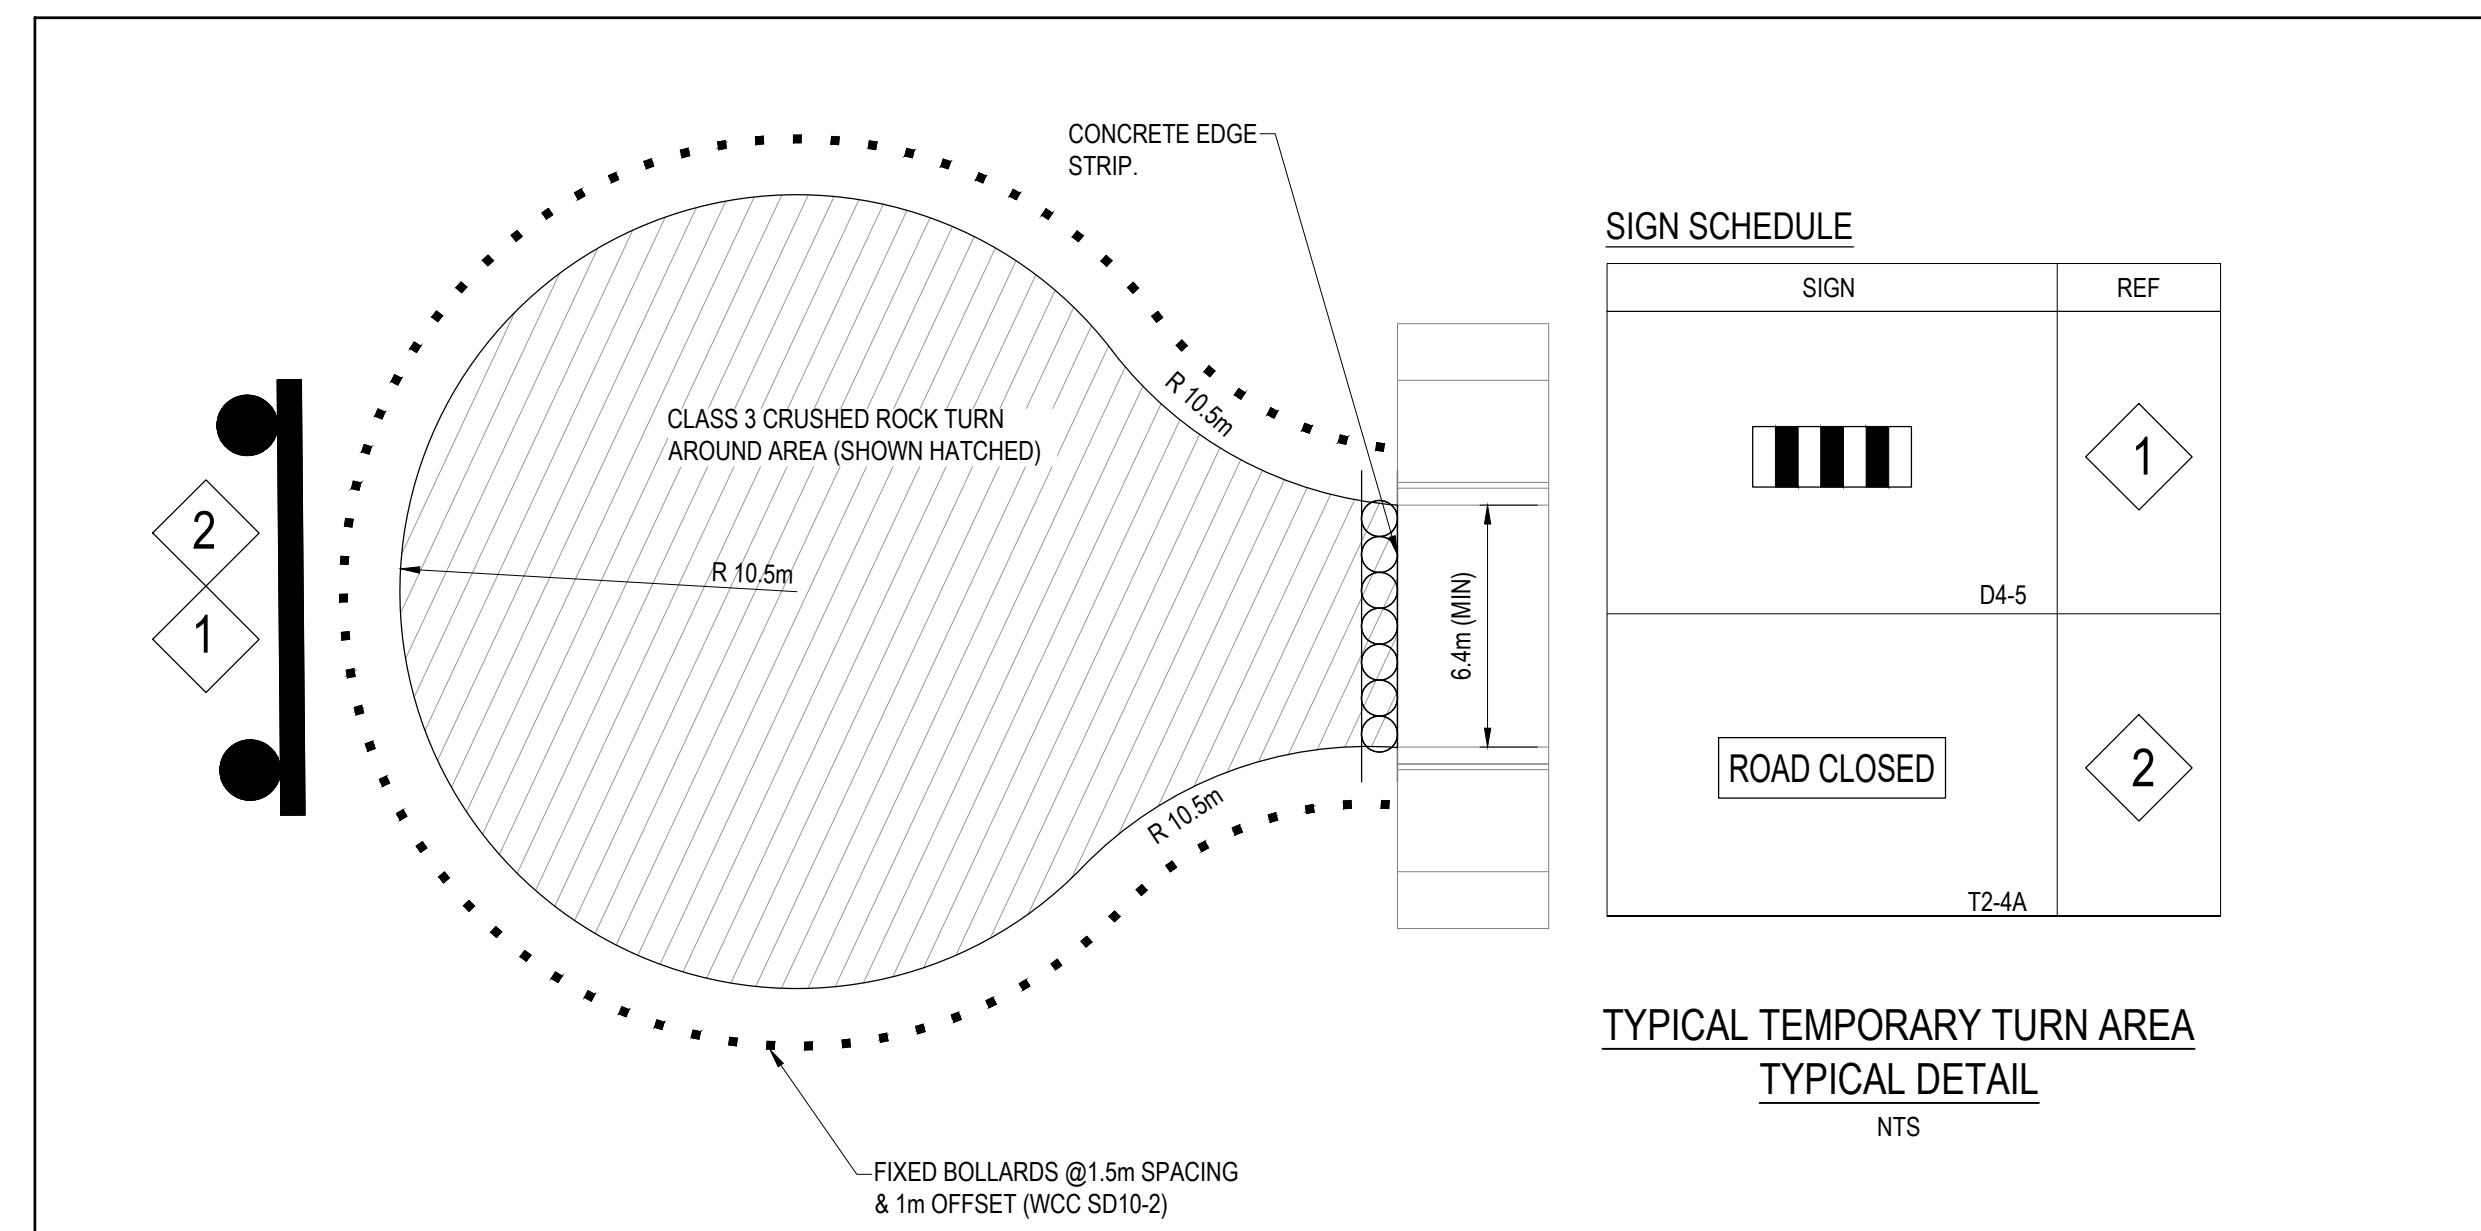 CONCRETE EDGE
STRIP.
SIGN SCHEDULE
SIGN
REF
R 10.5m
CLASS 3 CRUSHED ROCK TURN
AROUND AREA (SHOWN HATCHED)
1
2
R 10.5m
1
6.4m (MIN)
D4-5
ROAD CLOSED
2
R 10.5m
T2-4A
TYPICAL TEMPORARY TURN AREA
TYPICAL DETAIL
NTS
FIXED BOLLARDS @1.5m SPACING
& 1m OFFSET (WCC SD10-2)